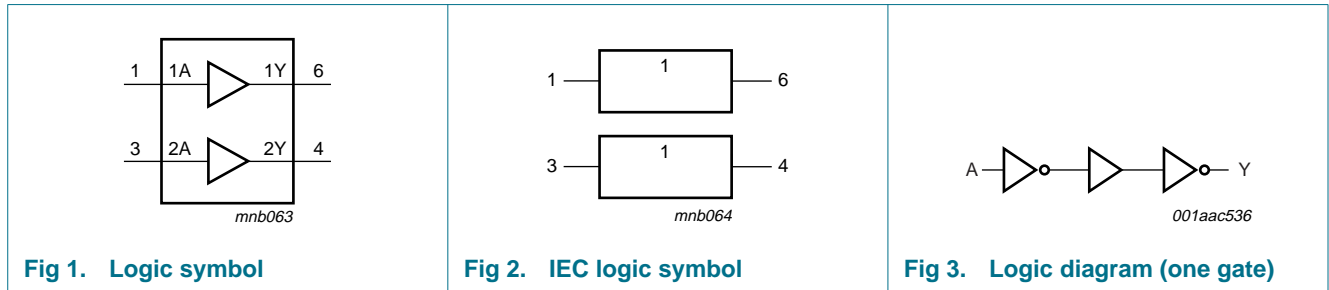 1 1A 1Y 6
3 2A 2Y 4
mnb063
Fig 1. Logic symbol
1 1 6
3 1 4
mnb064
Fig 2. IEC logic symbol
A Y
001aac536
Fig 3. Logic diagram (one gate)